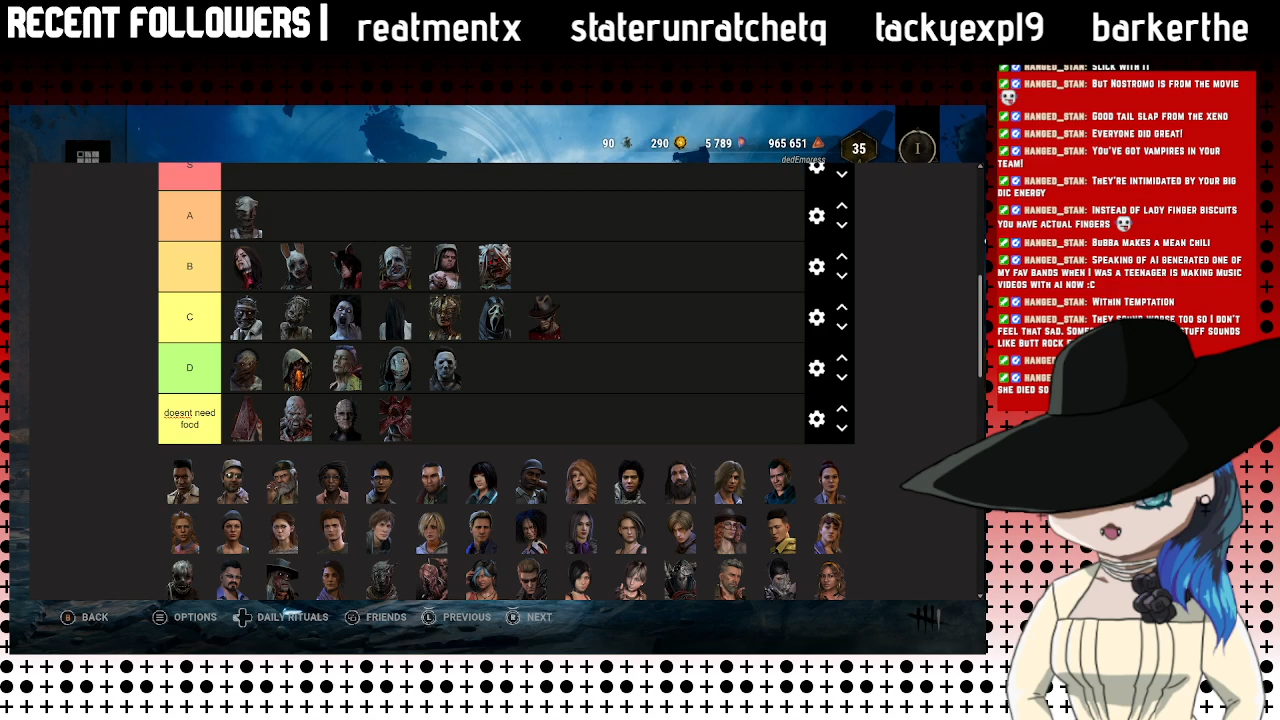 RECENT FOLLOWERS | reatmentx staterunratchetq tackyexpl9 barkerthe
HANGED_STAN: SLICK WITH IT
HANGED_STAN: BUT NOSTROMO IS FROM THE MOVIE
HANGED_STAN: GOOD TAIL SLAP FROM THE XENO
HANGED_STAN: EVERYONE DID GREAT!
HANGED_STAN: YOU'VE GOT VAMPIRES IN YOUR
TEAM!
HANGED_STAN: THEY'RE INTIMIDATED BY YOUR BIG
DIC ENERGY
HANGED_STAN: INSTEAD OF LADY FINGER BISCUITS
YOU HAVE ACTUAL FINGERS
HANGED_STAN: BUBBA MAKES A MEAN CHILI
HANGED_STAN: SPEAKING OF AI GENERATED ONE OF
MY FAV BANDS WHEN I WAS A TEENAGER IS MAKING MUSIC
VIDEOS WITH AI NOW :C
HANGED_STAN: WITHIN TEMPTATION
HANGED_STAN: THEY SOUND WORSE TOO SO I DON'T
FEEL THAT SAD. STUFF SOUNDS
LIKE BUTT ROCK
SHE DIED SO
90 290 5 789 965 651 35 I
dedEmpress
S
A
B
C
D
doesnt need
food
B BACK OPTIONS DAILY RITUALS FRIENDS L PREVIOUS R NEXT